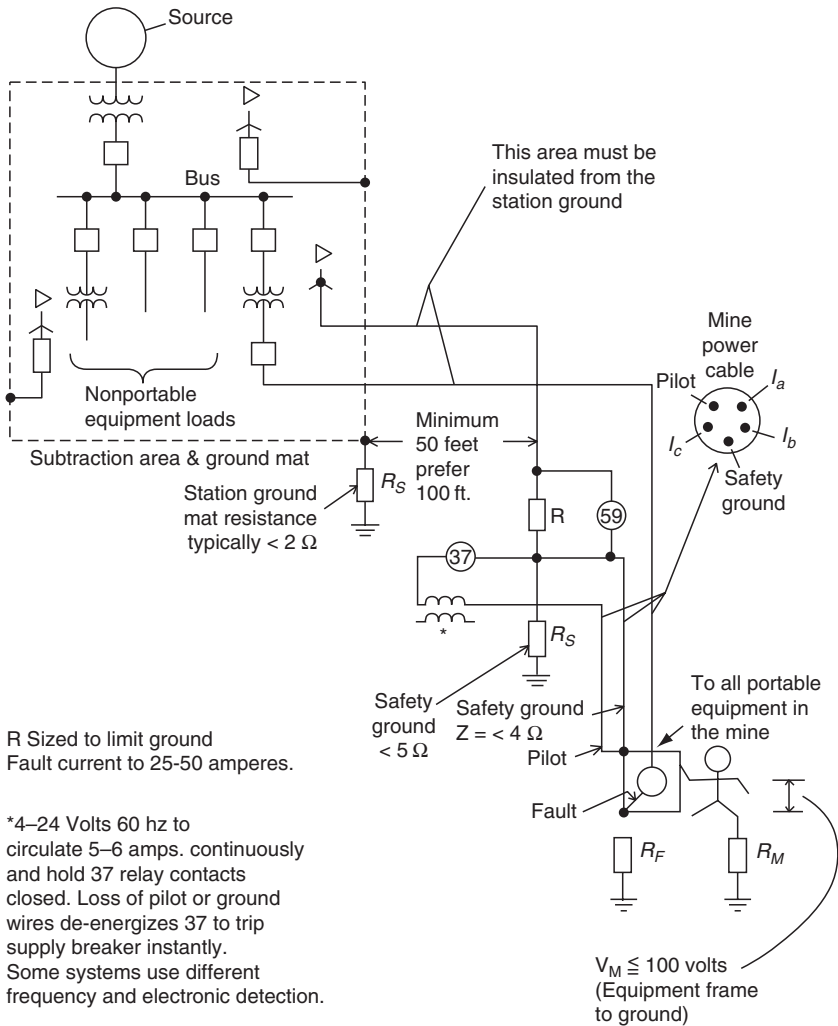 Source
Bus
This area must be
insulated from the
station ground
Nonportable
equipment loads
Subtraction area & ground mat
Mine
power
cable
Pilot
Ia
Ic
Ib
Safety
ground
Minimum
50 feet
prefer
100 ft.
Station ground
mat resistance
typically < 2 Ω
RS
R
59
37
*
RS
Safety
ground
< 5 Ω
Safety ground
Z = < 4 Ω
Pilot
To all portable
equipment in
the mine
Fault
RF
RM
R Sized to limit ground
Fault current to 25-50 amperes.
*4–24 Volts 60 hz to
circulate 5–6 amps. continuously
and hold 37 relay contacts
closed. Loss of pilot or ground
wires de-energizes 37 to trip
supply breaker instantly.
Some systems use different
frequency and electronic detection.
VM ≦ 100 volts
(Equipment frame
to ground)